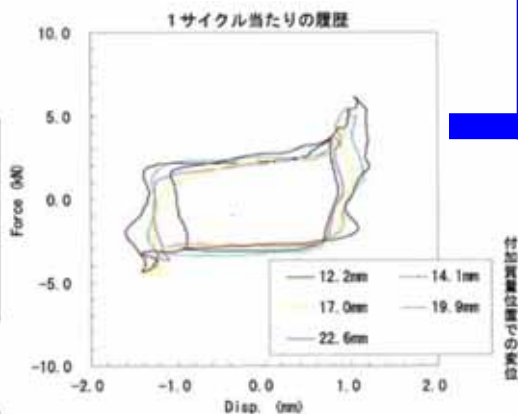 1サイクル当たりの履歴
10.0
5.0
0.0
-5.0
-10.0
Force (kN)
12.2mm
14.1mm
17.0mm
19.9mm
22.6mm
-2.0
-1.0
0.0
1.0
2.0
Disp. (mm)
付加質量位置での変位